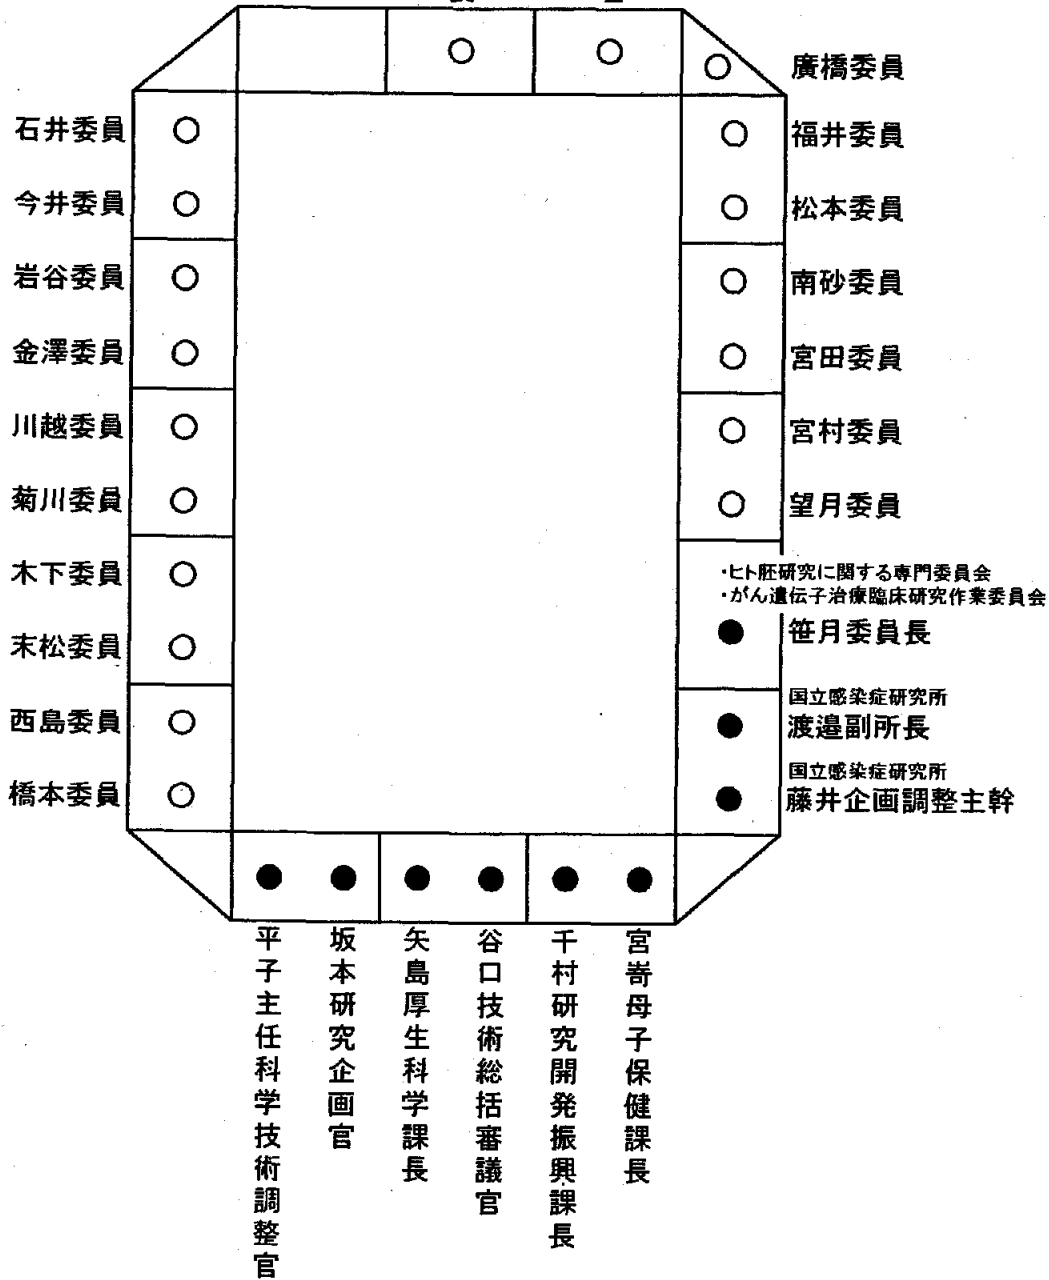 廣橋委員
石井委員
福井委員
今井委員
松本委員
岩谷委員
南砂委員
金澤委員
宮田委員
川越委員
宮村委員
菊川委員
望月委員
木下委員
・ヒト胚研究に関する専門委員会
・がん遺伝子治療臨床研究作業委員会
末松委員
笹月委員長
西島委員
国立感染症研究所
渡邉副所長
橋本委員
国立感染症研究所
藤井企画調整主幹
平子主任科学技術調整官
坂本研究企画官
矢島厚生科学課長
谷口技術総括審議官
千村研究開発振興課長
宮嵜母子保健課長